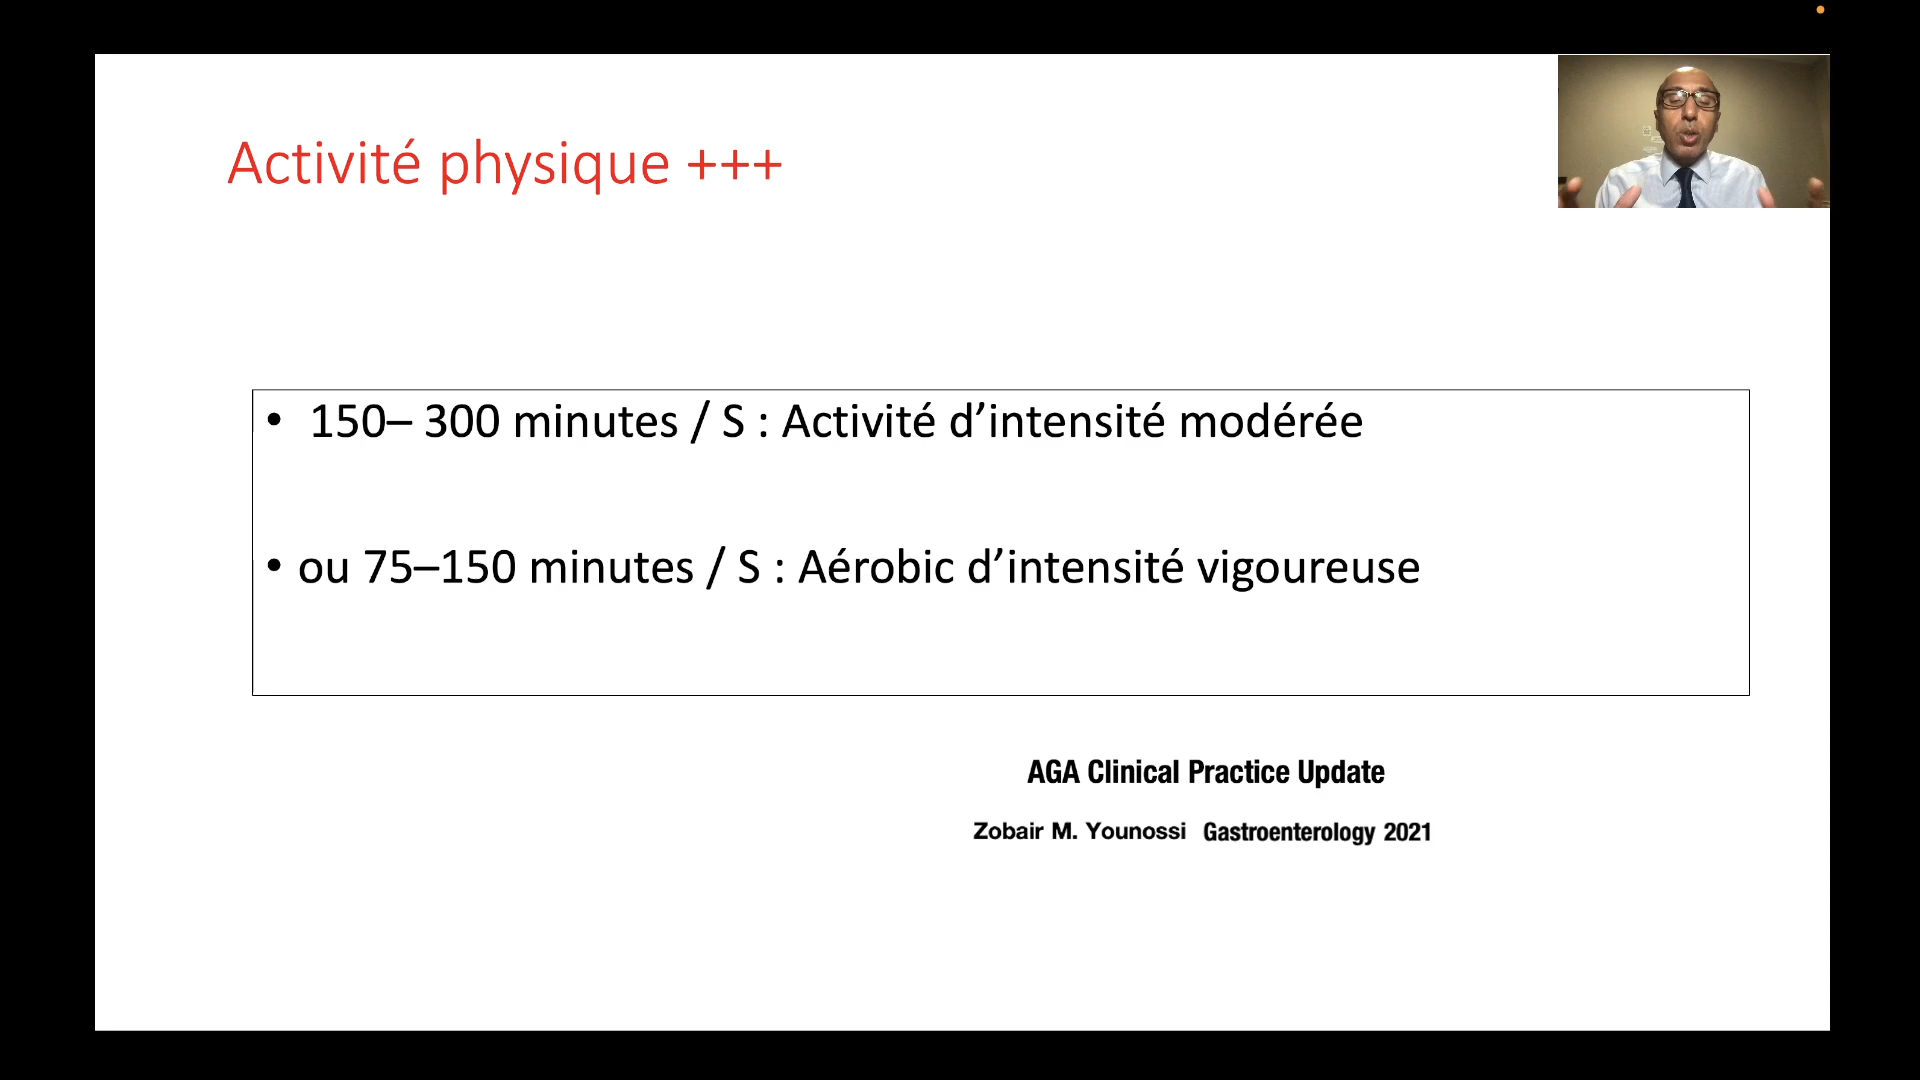 Activité physique +++
• 150– 300 minutes / S : Activité d’intensité modérée
• ou 75–150 minutes / S : Aérobic d’intensité vigoureuse
AGA Clinical Practice Update
Zobair M. Younossi Gastroenterology 2021